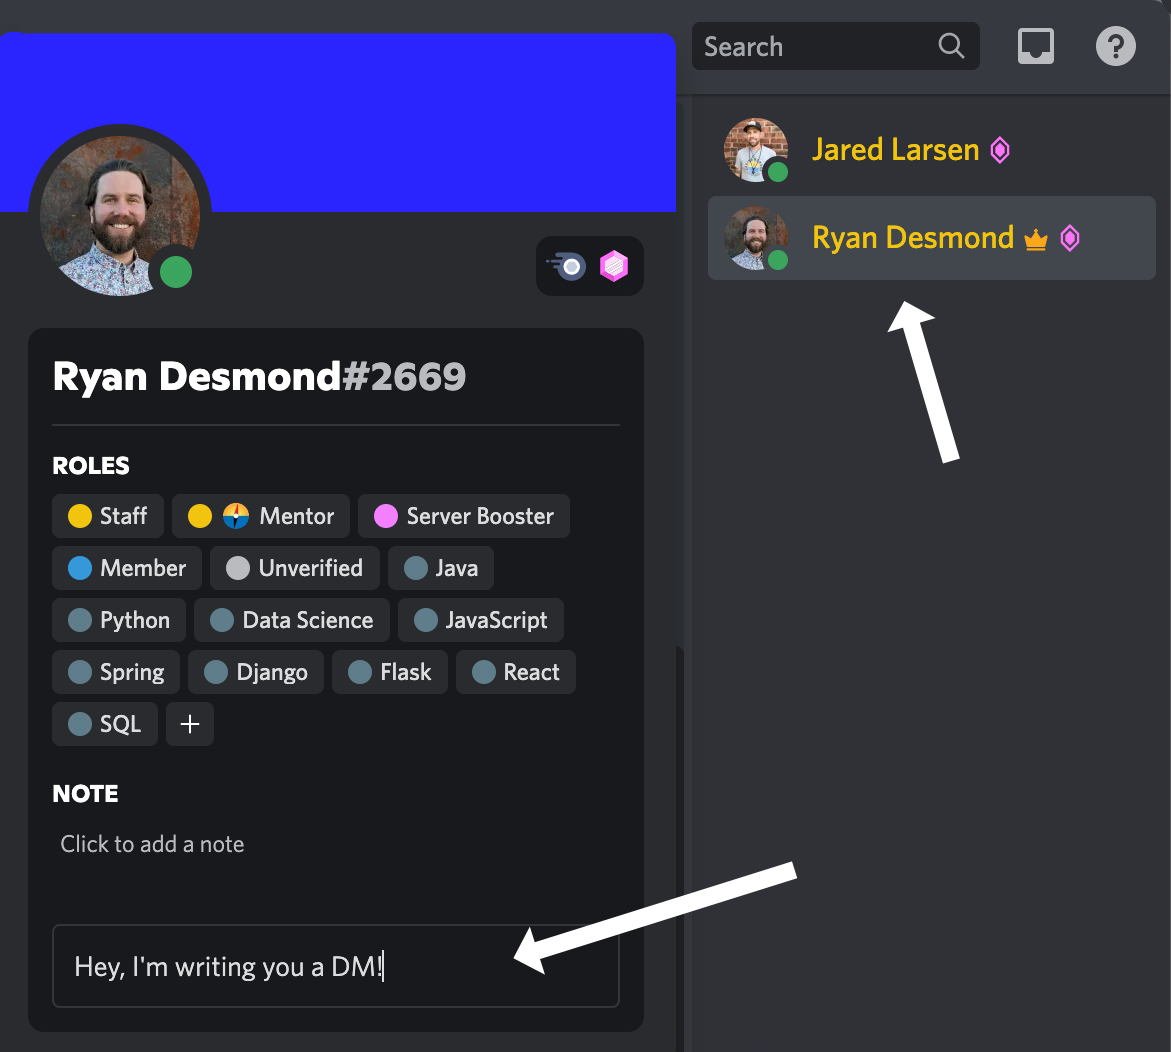 Search
Jared Larsen
Ryan Desmond
Ryan Desmond#2669
ROLES
Staff Mentor Server Booster
Member Unverified Java
Python Data Science JavaScript
Spring Django Flask React
SQL +
NOTE
Click to add a note
Hey, I'm writing you a DM!